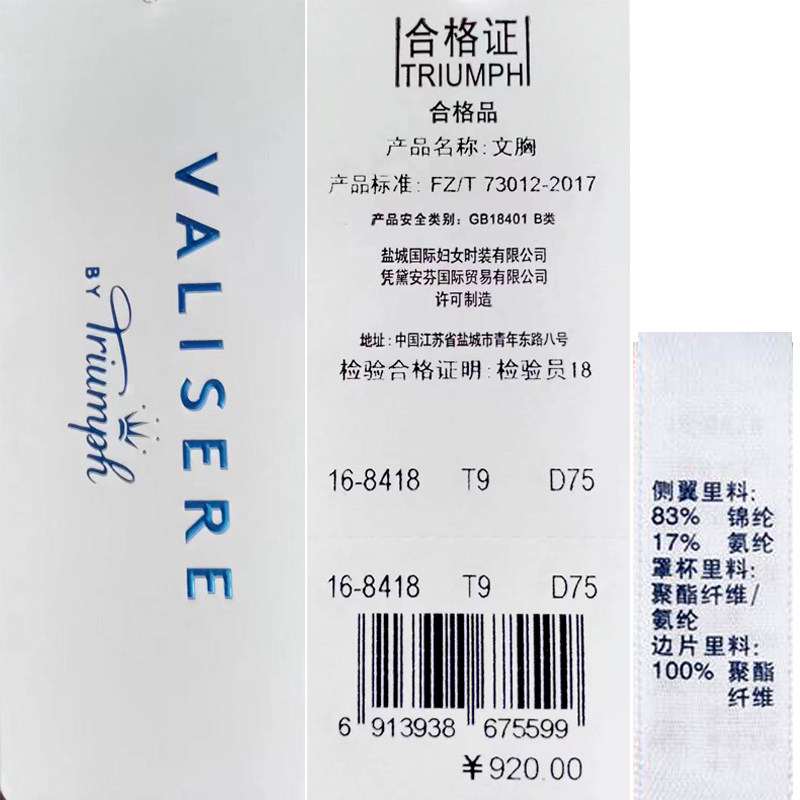 VALISERE
BY Triumph
合格证
TRIUMPH
合格品
产品名称:文胸
产品标准: FZ/T 73012-2017
产品安全类别: GB18401 B类
盐城国际妇女时装有限公司
凭黛安芬国际贸易有限公司
许可制造
地址:中国江苏省盐城市青年东路八号
检验合格证明:检验员18
16-8418 T9 D75
16-8418 T9 D75
6 913938 675599
¥920.00
侧翼里料:
83% 锦纶
17% 氨纶
罩杯里料:
聚酯纤维/
氨纶
边片里料:
100% 聚酯
纤维